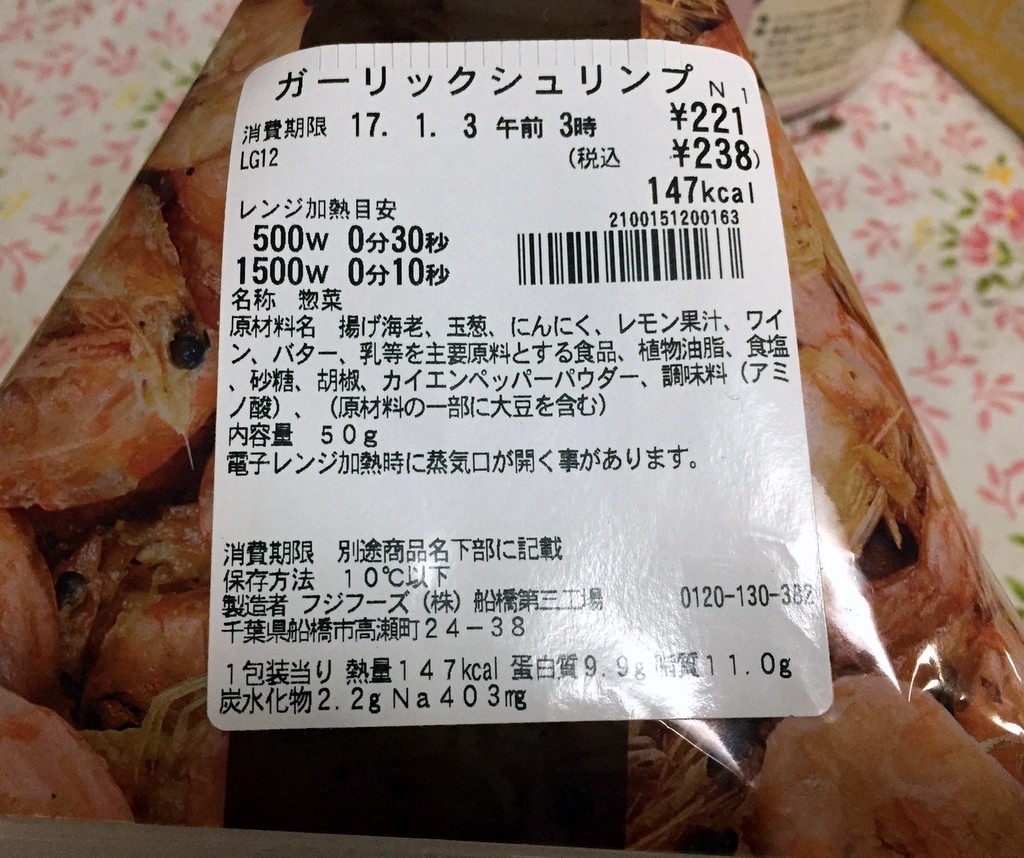 ガーリックシュリンプ N 1
消費期限 17. 1. 3 午前 3時 ¥221
LG12 (税込 ¥238)
147kcal
レンジ加熱目安
2100151200163
500W 0分30秒
1500W 0分10秒
名称 惣菜
原材料名 揚げ海老、玉葱、にんにく、レモン果汁、ワイ
ン、バター、乳等を主要原料とする食品、植物油脂、食塩
、砂糖、胡椒、カイエンペッパーパウダー、調味料(アミ
ノ酸)、(原材料の一部に大豆を含む)
内容量 50g
電子レンジ加熱時に蒸気口が開く事があります。
消費期限 別途商品名下部に記載
保存方法 10℃以下
製造者 フジフーズ(株)船橋第三工場 0120-130-382
千葉県船橋市高瀬町24-38
1包装当り 熱量147kcal 蛋白質9.9g 脂質11.0g
炭水化物2.2g Na403mg